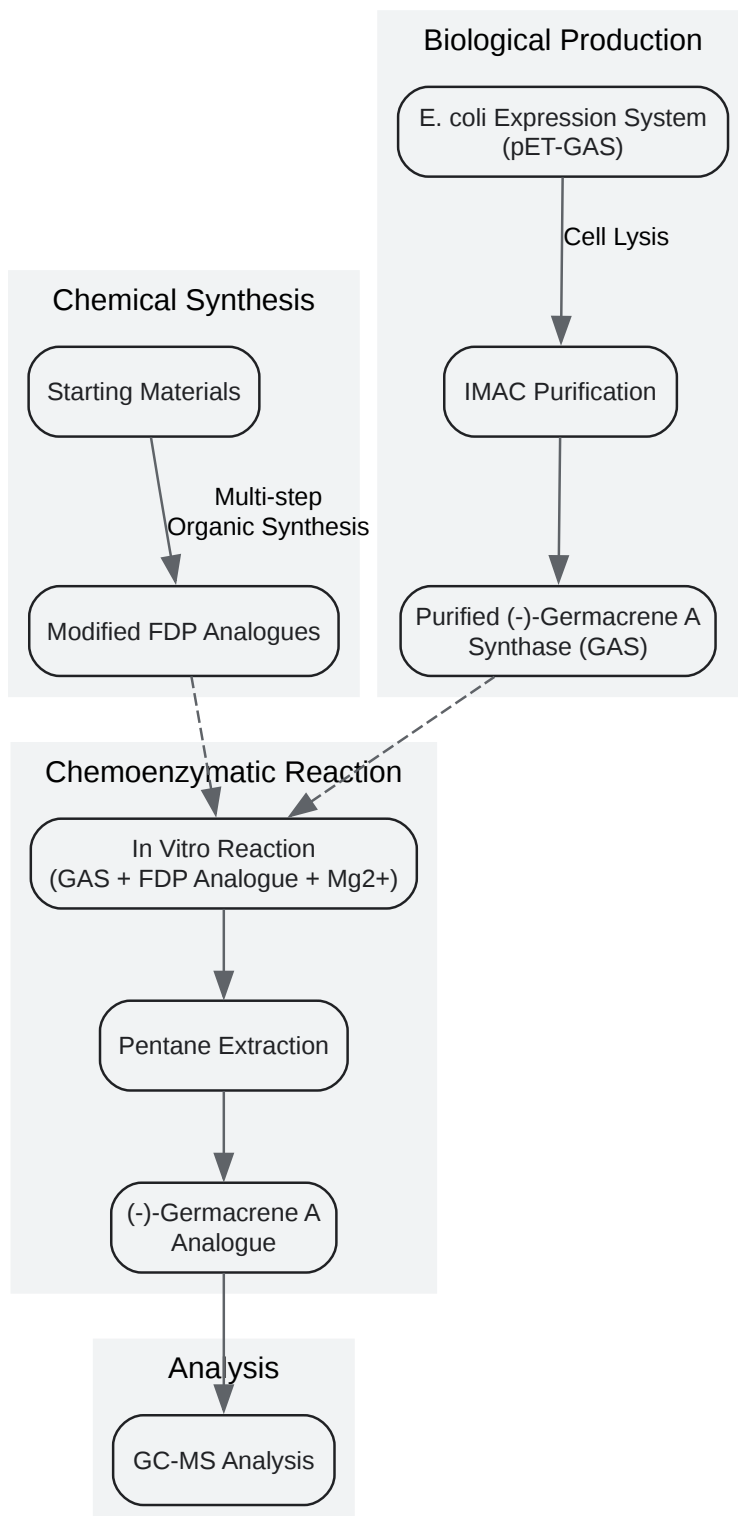 Biological Production
E. coli Expression System
(pET-GAS)
Cell Lysis
Chemical Synthesis
Starting Materials
IMAC Purification
Multi-step
Organic Synthesis
Modified FDP Analogues
Purified (-)-Germacrene A
Synthase (GAS)
Chemoenzymatic Reaction
In Vitro Reaction
(GAS + FDP Analogue + Mg2+)
Pentane Extraction
(-)-Germacrene A
Analogue
Analysis
GC-MS Analysis